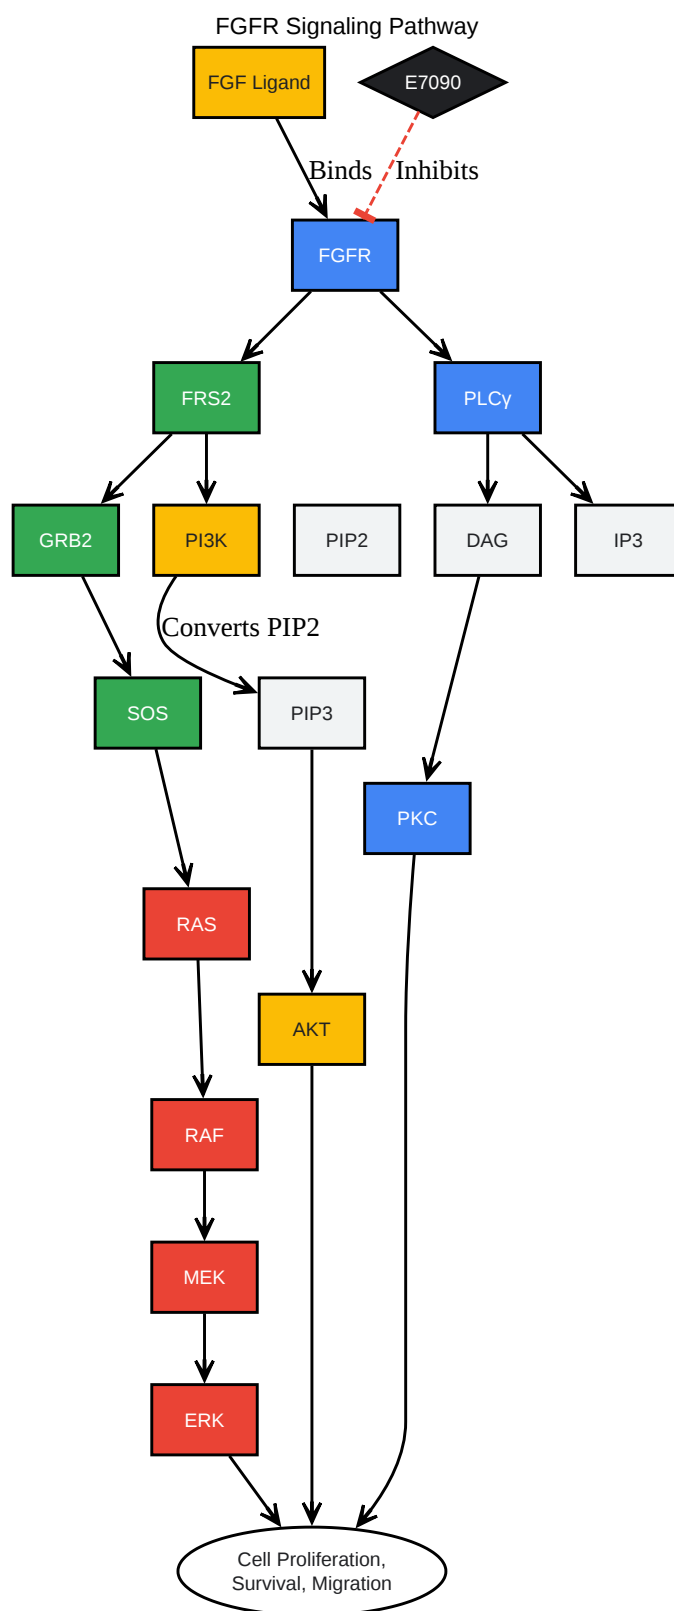 FGFR Signaling Pathway
FGF Ligand
E7090
Binds
Inhibits
FGFR
FRS2
PLCγ
GRB2
PI3K
PIP2
DAG
IP3
Converts PIP2
SOS
PIP3
PKC
RAS
AKT
RAF
MEK
ERK
Cell Proliferation,
Survival, Migration